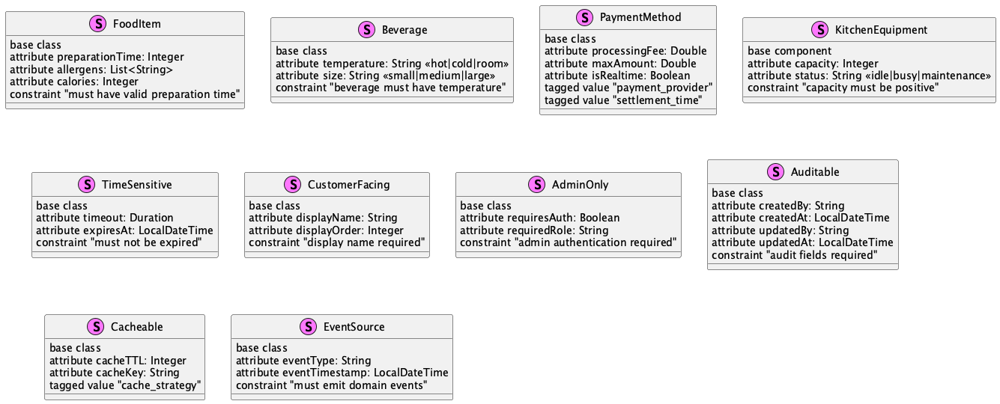 S FoodItem
base class
attribute preparationTime: Integer
attribute allergens: List<String>
attribute calories: Integer
constraint "must have valid preparation time"
S Beverage
base class
attribute temperature: String «hot|cold|room»
attribute size: String «small|medium|large»
constraint "beverage must have temperature"
S PaymentMethod
base class
attribute processingFee: Double
attribute maxAmount: Double
attribute isRealtime: Boolean
tagged value "payment_provider"
tagged value "settlement_time"
S KitchenEquipment
base component
attribute capacity: Integer
attribute status: String «idle|busy|maintenance»
constraint "capacity must be positive"
S TimeSensitive
base class
attribute timeout: Duration
attribute expiresAt: LocalDateTime
constraint "must not be expired"
S CustomerFacing
base class
attribute displayName: String
attribute displayOrder: Integer
constraint "display name required"
S AdminOnly
base class
attribute requiresAuth: Boolean
attribute requiredRole: String
constraint "admin authentication required"
S Auditable
base class
attribute createdBy: String
attribute createdAt: LocalDateTime
attribute updatedBy: String
attribute updatedAt: LocalDateTime
constraint "audit fields required"
S Cacheable
base class
attribute cacheTTL: Integer
attribute cacheKey: String
tagged value "cache_strategy"
S EventSource
base class
attribute eventType: String
attribute eventTimestamp: LocalDateTime
constraint "must emit domain events"